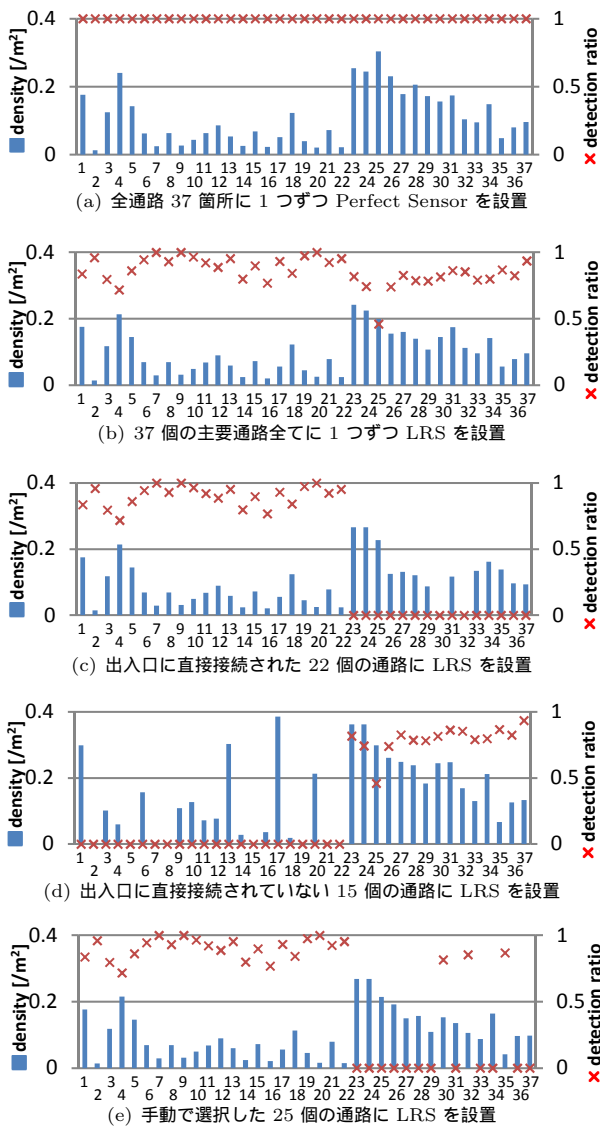 0.4
0.2
0
density [/m²]
1
0.5
0
detection ratio
1 3 5 7 9 11 13 15 17 19 21 23 25 27 29 31 33 35 37
2 4 6 8 10 12 14 16 18 20 22 24 26 28 30 32 34 36
(a) 全通路 37 箇所に 1 つずつ Perfect Sensor を設置
0.4
0.2
0
density [/m²]
1
0.5
0
detection ratio
1 3 5 7 9 11 13 15 17 19 21 23 25 27 29 31 33 35 37
2 4 6 8 10 12 14 16 18 20 22 24 26 28 30 32 34 36
(b) 37 個の主要通路全てに 1 つずつ LRS を設置
0.4
0.2
0
density [/m²]
1
0.5
0
detection ratio
1 3 5 7 9 11 13 15 17 19 21 23 25 27 29 31 33 35 37
2 4 6 8 10 12 14 16 18 20 22 24 26 28 30 32 34 36
(c) 出入口に直接接続された 22 個の通路に LRS を設置
0.4
0.2
0
density [/m²]
1
0.5
0
detection ratio
1 3 5 7 9 11 13 15 17 19 21 23 25 27 29 31 33 35 37
2 4 6 8 10 12 14 16 18 20 22 24 26 28 30 32 34 36
(d) 出入口に直接接続されていない 15 個の通路に LRS を設置
0.4
0.2
0
density [/m²]
1
0.5
0
detection ratio
1 3 5 7 9 11 13 15 17 19 21 23 25 27 29 31 33 35 37
2 4 6 8 10 12 14 16 18 20 22 24 26 28 30 32 34 36
(e) 手動で選択した 25 個の通路に LRS を設置